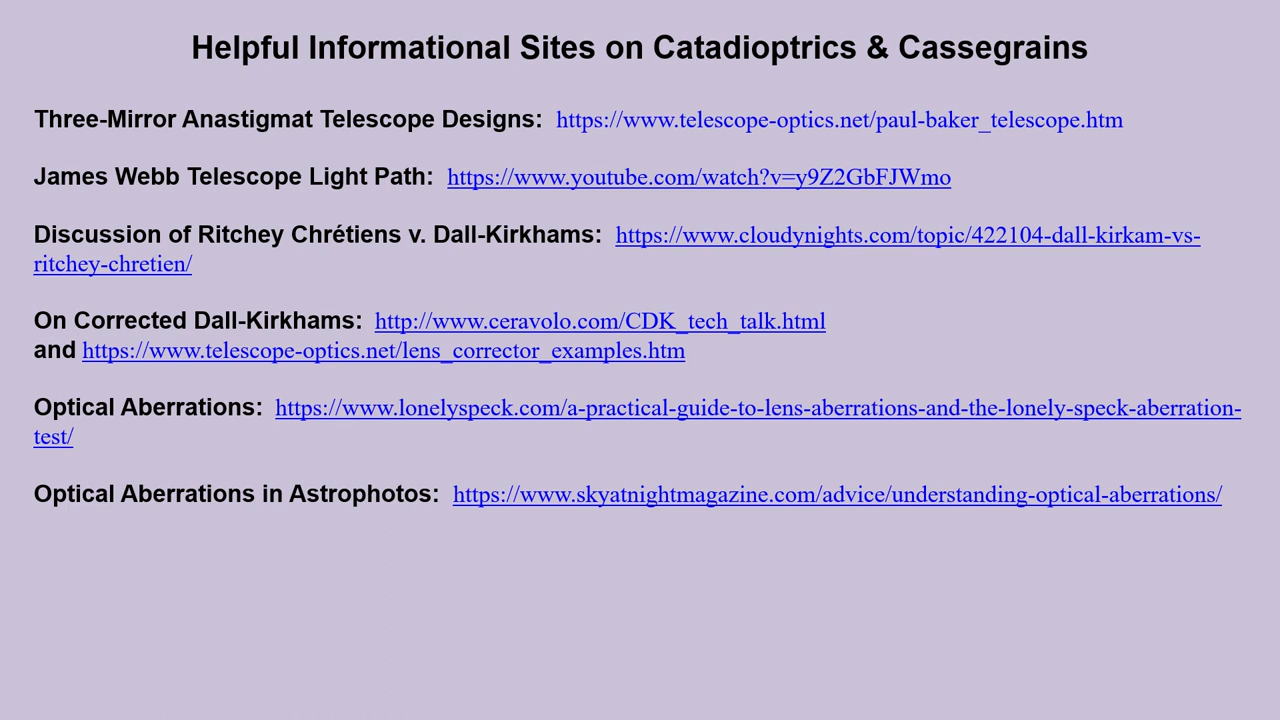 Helpful Informational Sites on Catadioptrics & Cassegrains
Three-Mirror Anastigmat Telescope Designs: https://www.telescope-optics.net/paul-baker_telescope.htm
James Webb Telescope Light Path: https://www.youtube.com/watch?v=y9Z2GbFJWmo
Discussion of Ritchey Chrétiens v. Dall-Kirkhams: https://www.cloudynights.com/topic/422104-dall-kirkam-vs-
ritchey-chretien/
On Corrected Dall-Kirkhams: http://www.ceravolo.com/CDK_tech_talk.html
and https://www.telescope-optics.net/lens_corrector_examples.htm
Optical Aberrations: https://www.lonelyspeck.com/a-practical-guide-to-lens-aberrations-and-the-lonely-speck-aberration-
test/
Optical Aberrations in Astrophotos: https://www.skyatnightmagazine.com/advice/understanding-optical-aberrations/